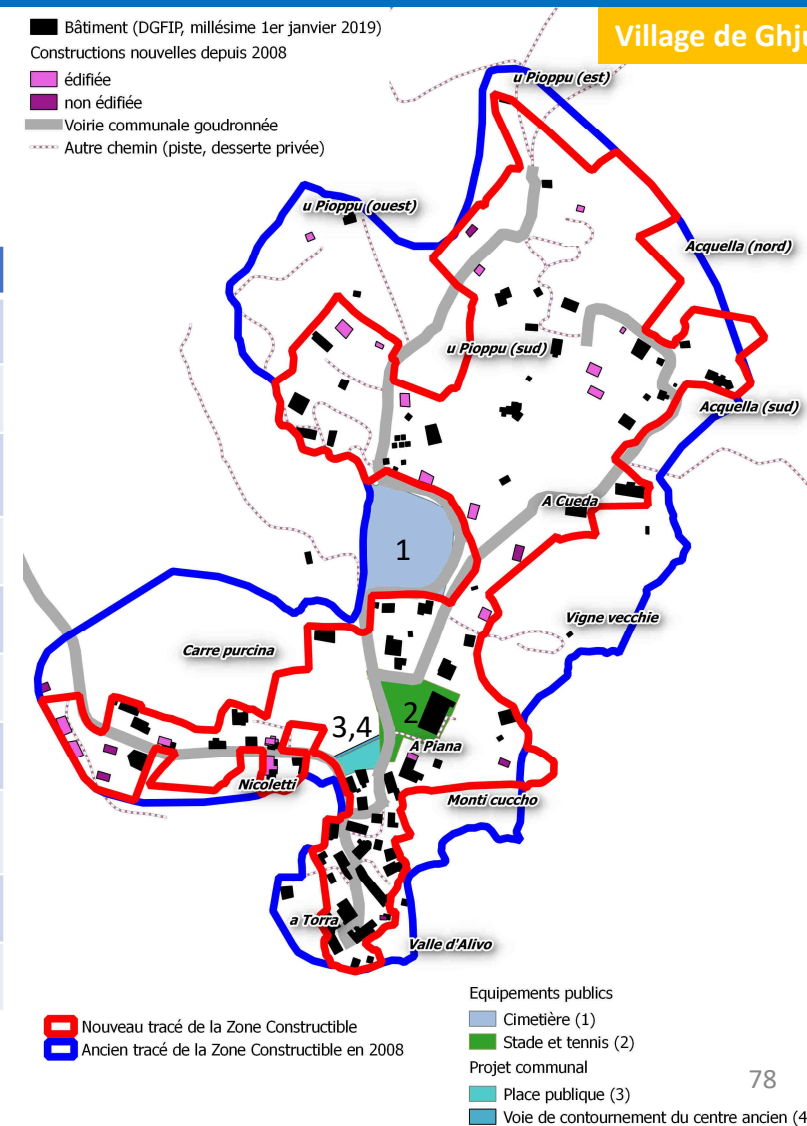 Village de Ghju
Bâtiment (DGFIP, millésime 1er janvier 2019)
Constructions nouvelles depuis 2008
édifiée
non édifiée
Voirie communale goudronnée
Autre chemin (piste, desserte privée)
u Pioppu (est)
u Pioppu (ouest)
Acquella (nord)
u Pioppu (sud)
Acquella (sud)
A Cueda
1
Vigne vecchie
Carre purcina
2
3,4
A Piana
Nicoletti
Monti cuccho
a Torra
Valle d'Alivo
Nouveau tracé de la Zone Constructible
Ancien tracé de la Zone Constructible en 2008
Equipements publics
Cimetière (1)
Stade et tennis (2)
Projet communal
Place publique (3)
Voie de contournement du centre ancien (4
78